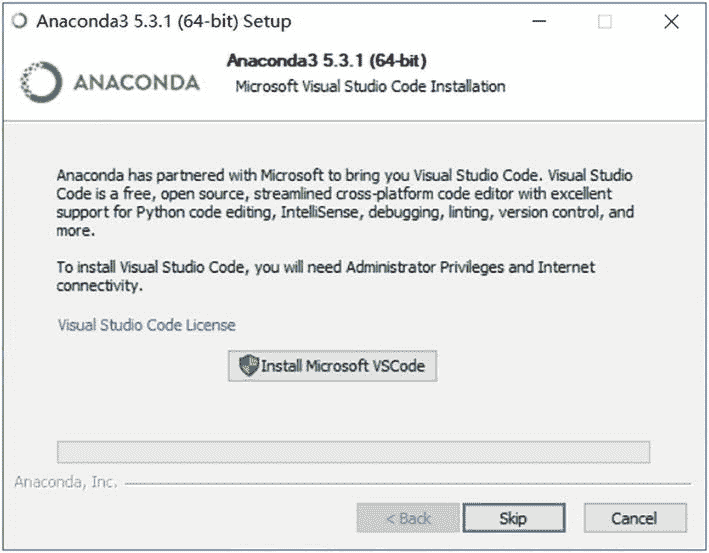 Anaconda3 5.3.1 (64-bit) Setup
ANACONDA
Anaconda3 5.3.1 (64-bit)
Microsoft Visual Studio Code Installation
Anaconda has partnered with Microsoft to bring you Visual Studio Code. Visual Studio
Code is a free, open source, streamlined cross-platform code editor with excellent
support for Python code editing, IntelliSense, debugging, linting, version control, and
more.
To install Visual Studio Code, you will need Administrator Privileges and Internet
connectivity.
Visual Studio Code License
Install Microsoft VSCode
Anaconda, Inc.
< Back
Skip
Cancel